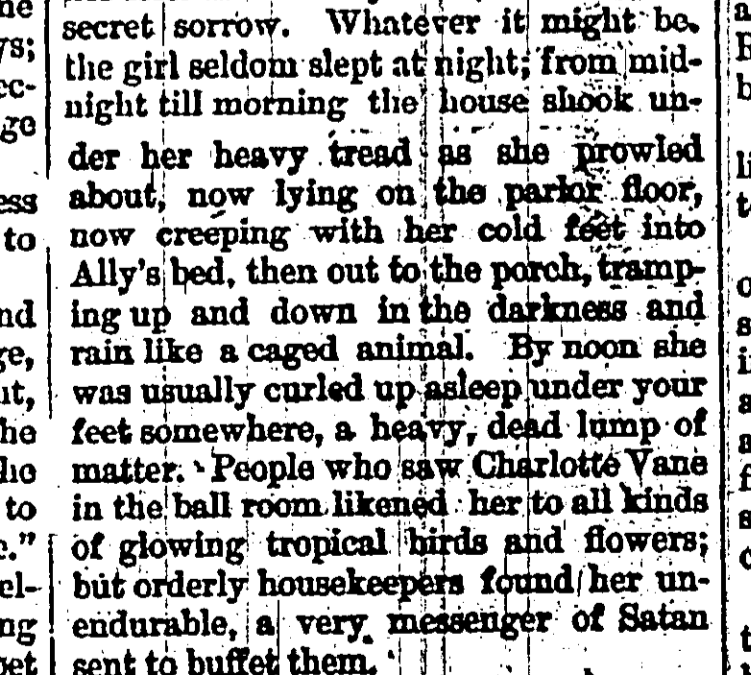 secret sorrow. Whatever it might be,
the girl seldom slept at night; from mid-
night till morning the house shook un-
der her heavy tread as she prowled
about, now lying on the parlor floor,
now creeping with her cold feet into
Ally's bed, then out to the porch, tramp-
ing up and down in the darkness and
rain like a caged animal. By noon she
was usually curled up asleep under your
feet somewhere, a heavy, dead lump of
matter. People who saw Charlotte Vane
in the ball room likened her to all kinds
of glowing tropical birds and flowers;
but orderly housekeepers found her un-
endurable, a very messenger of Satan
sent to buffet them.